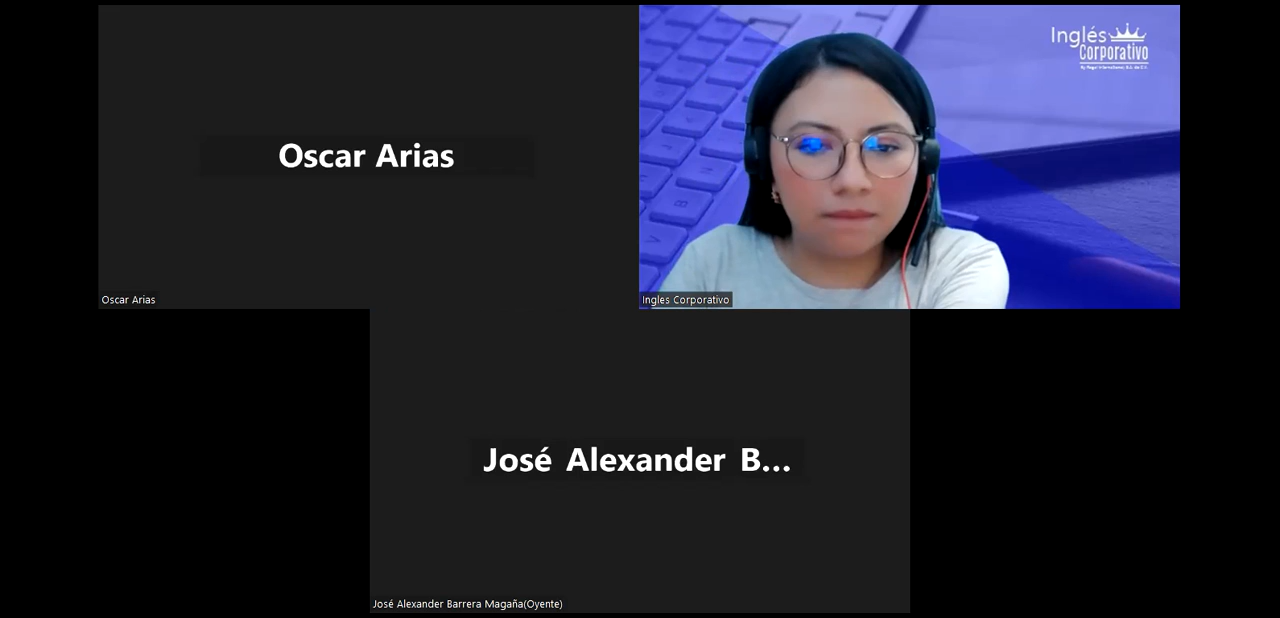 Oscar Arias
Oscar Arias
Inglés
Corporativo
Ingles Corporativo
José Alexander B...
José Alexander Barrera Magaña(Oyente)